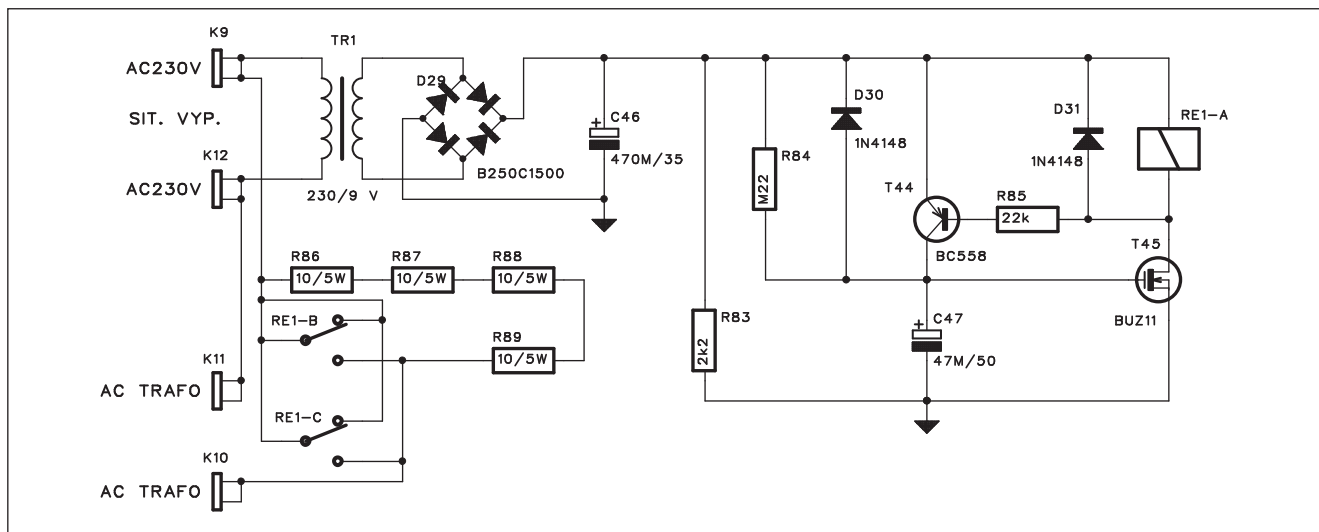 K9
TR1
AC230V
D29
D30
D31
RE1-A
SIT. VYP.
C46
+
1N4148
R84
1N4148
470M/35
K12
B250C1500
M22
T44
R85
AC230V
230/9 V
22k
T45
BC558
R86
R87
R88
10/5W
10/5W
10/5W
RE1-B
R83
C47
+
BUZ11
R89
2k2
10/5W
47M/50
K11
AC TRAFO
RE1-C
K10
AC TRAFO